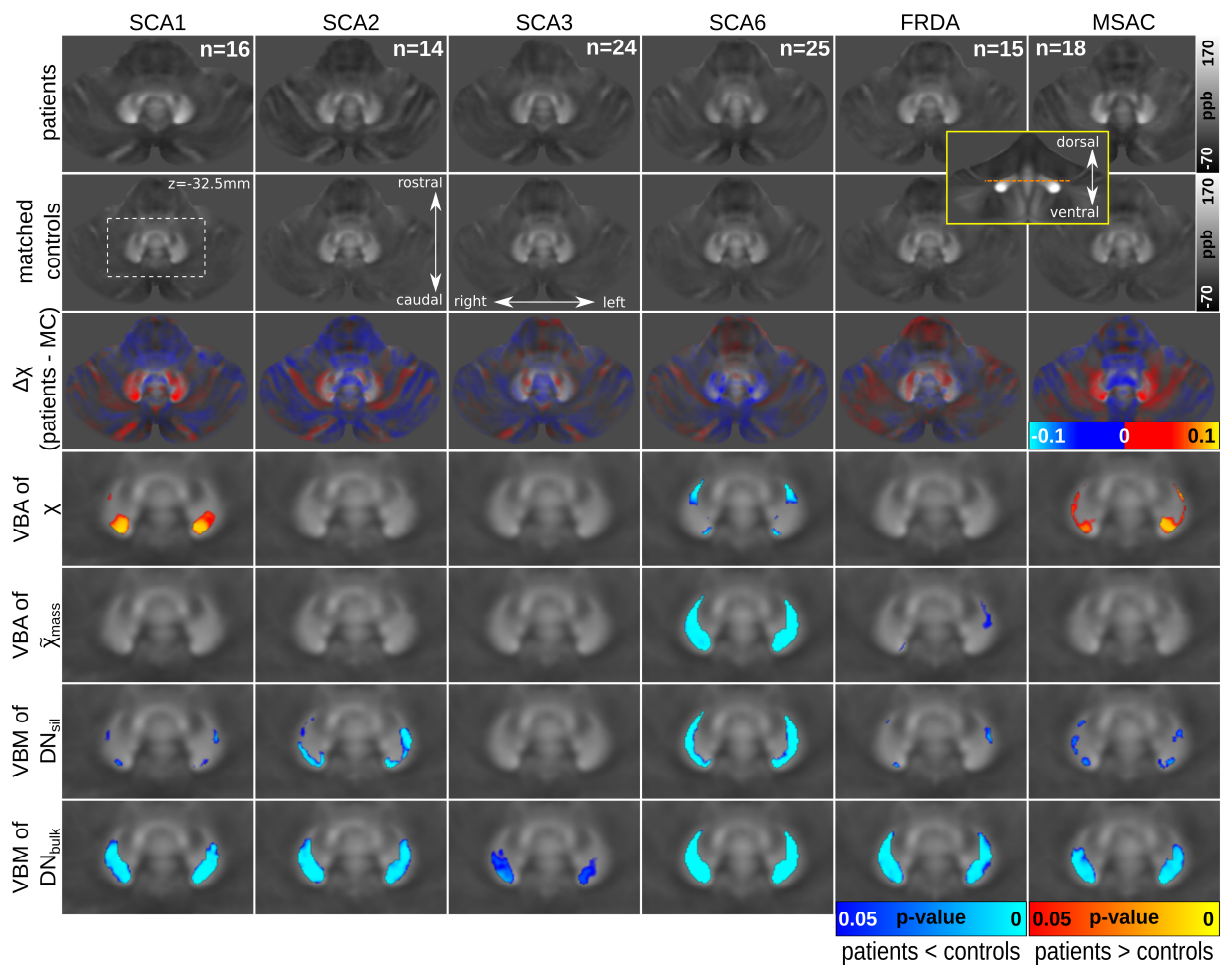 SCA1 SCA2 SCA3 SCA6 FRDA MSAC
n=16 n=14 n=24 n=25 n=15 n=18
patients
170
ppb
-70
dorsal
ventral
matched
controls
z=-32.5mm
rostral
caudal
right left
170
ppb
-70
Δχ
(patients - MC)
-0.1 0 0.1
VBA of
χ
VBA of
χ̃mass
VBM of
DNsil
VBM of
DNbulk
0.05 p-value 0
patients < controls
0.05 p-value 0
patients > controls